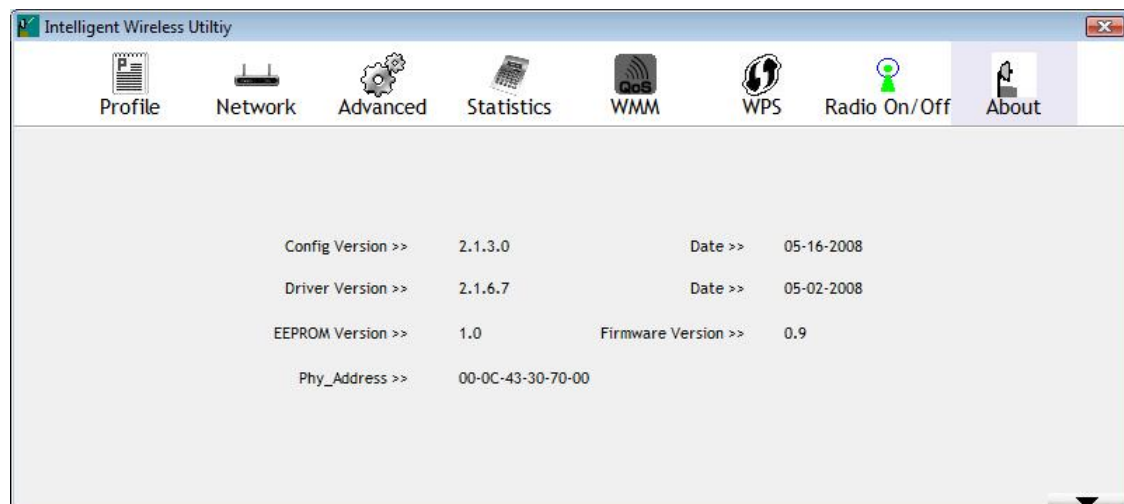 Intelligent Wireless Utiltiy
Profile Network Advanced Statistics QoS WMM WPS Radio On/Off About
Config Version >> 2.1.3.0 Date >> 05-16-2008
Driver Version >> 2.1.6.7 Date >> 05-02-2008
EEPROM Version >> 1.0 Firmware Version >> 0.9
Phy_Address >> 00-0C-43-30-70-00